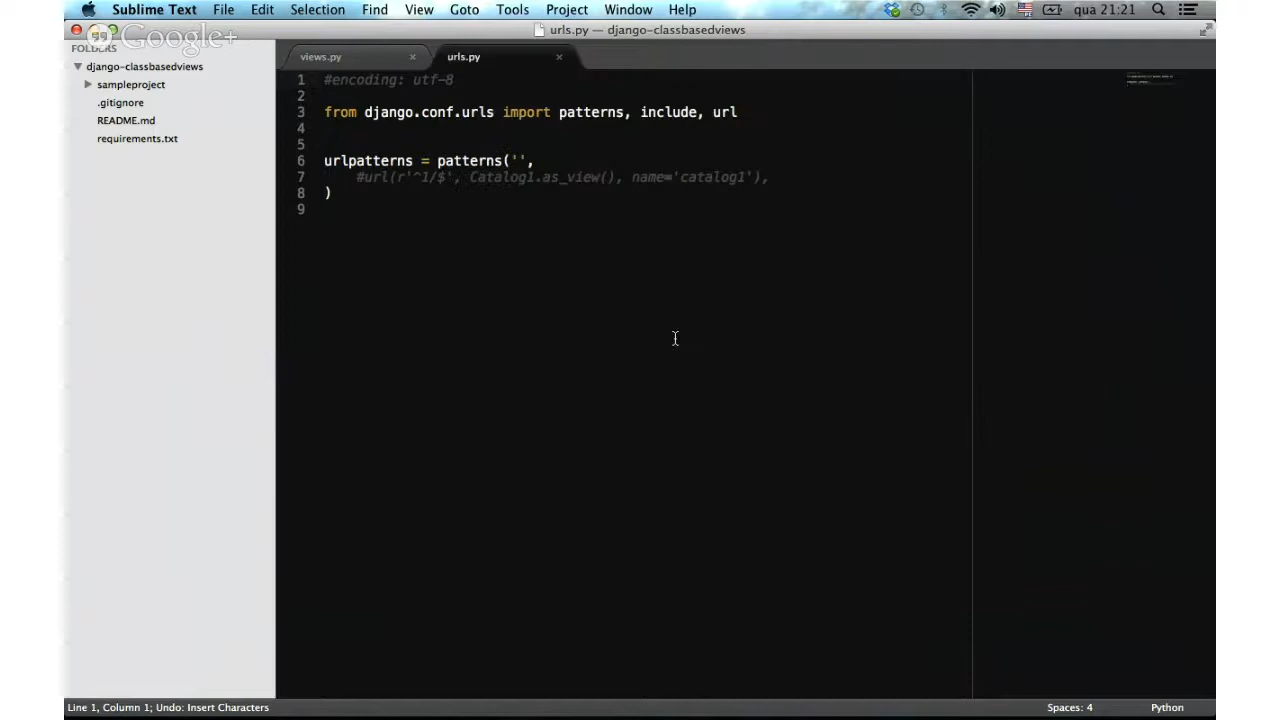 Sublime Text File Edit Selection Find View Goto Tools Project Window Help qua 21:21
urls.py — django-classbasedviews
Google+
FOLDERS
django-classbasedviews
sampleproject
.gitignore
README.md
requirements.txt
views.py × urls.py ×
1 #encoding: utf-8
2
3 from django.conf.urls import patterns, include, url
4
5
6 urlpatterns = patterns('',
7 #url(r'^1/$', Catalog1.as_view(), name='catalog1'),
8 )
9
Line 1, Column 1; Undo: Insert Characters Spaces: 4 Python